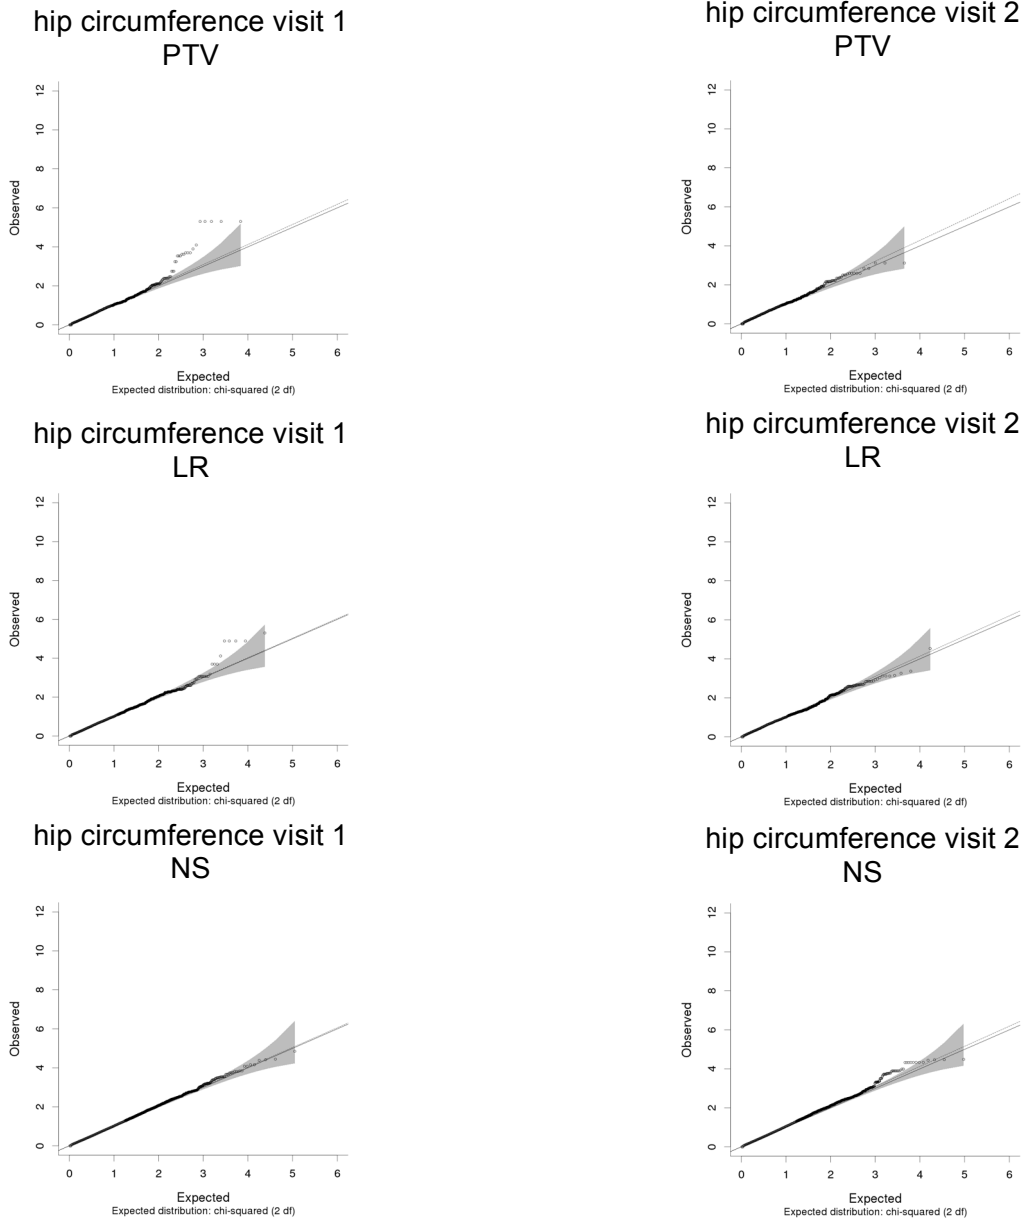 hip circumference visit 1
PTV
12
10
8
6
4
2
0
Observed
0 1 2 3 4 5 6
Expected
Expected distribution: chi-squared (2 df)
hip circumference visit 2
PTV
12
10
8
6
4
2
0
Observed
0 1 2 3 4 5 6
Expected
Expected distribution: chi-squared (2 df)
hip circumference visit 1
LR
12
10
8
6
4
2
0
Observed
0 1 2 3 4 5 6
Expected
Expected distribution: chi-squared (2 df)
hip circumference visit 2
LR
12
10
8
6
4
2
0
Observed
0 1 2 3 4 5 6
Expected
Expected distribution: chi-squared (2 df)
hip circumference visit 1
NS
12
10
8
6
4
2
0
Observed
0 1 2 3 4 5 6
Expected
Expected distribution: chi-squared (2 df)
hip circumference visit 2
NS
12
10
8
6
4
2
0
Observed
0 1 2 3 4 5 6
Expected
Expected distribution: chi-squared (2 df)